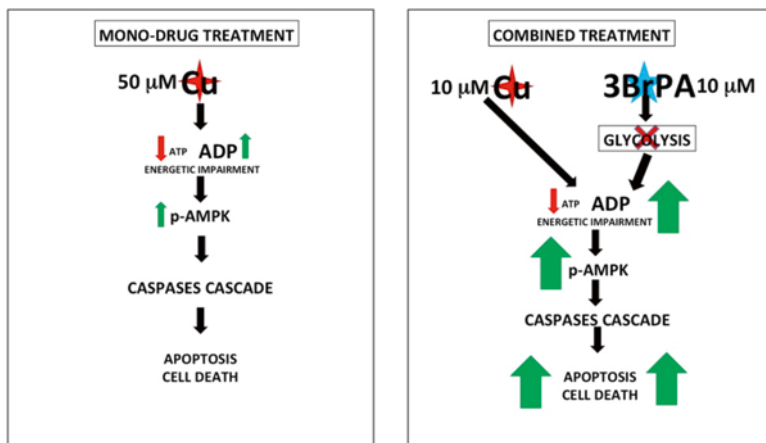 MONO-DRUG TREATMENT
50 μM Cu
ATP ADP
ENERGETIC IMPAIRMENT
p-AMPK
CASPASES CASCADE
APOPTOSIS
CELL DEATH
COMBINED TREATMENT
10 μM Cu
3BrPA 10 μM
GLYCOLYSIS
ATP ADP
ENERGETIC IMPAIRMENT
p-AMPK
CASPASES CASCADE
APOPTOSIS
CELL DEATH